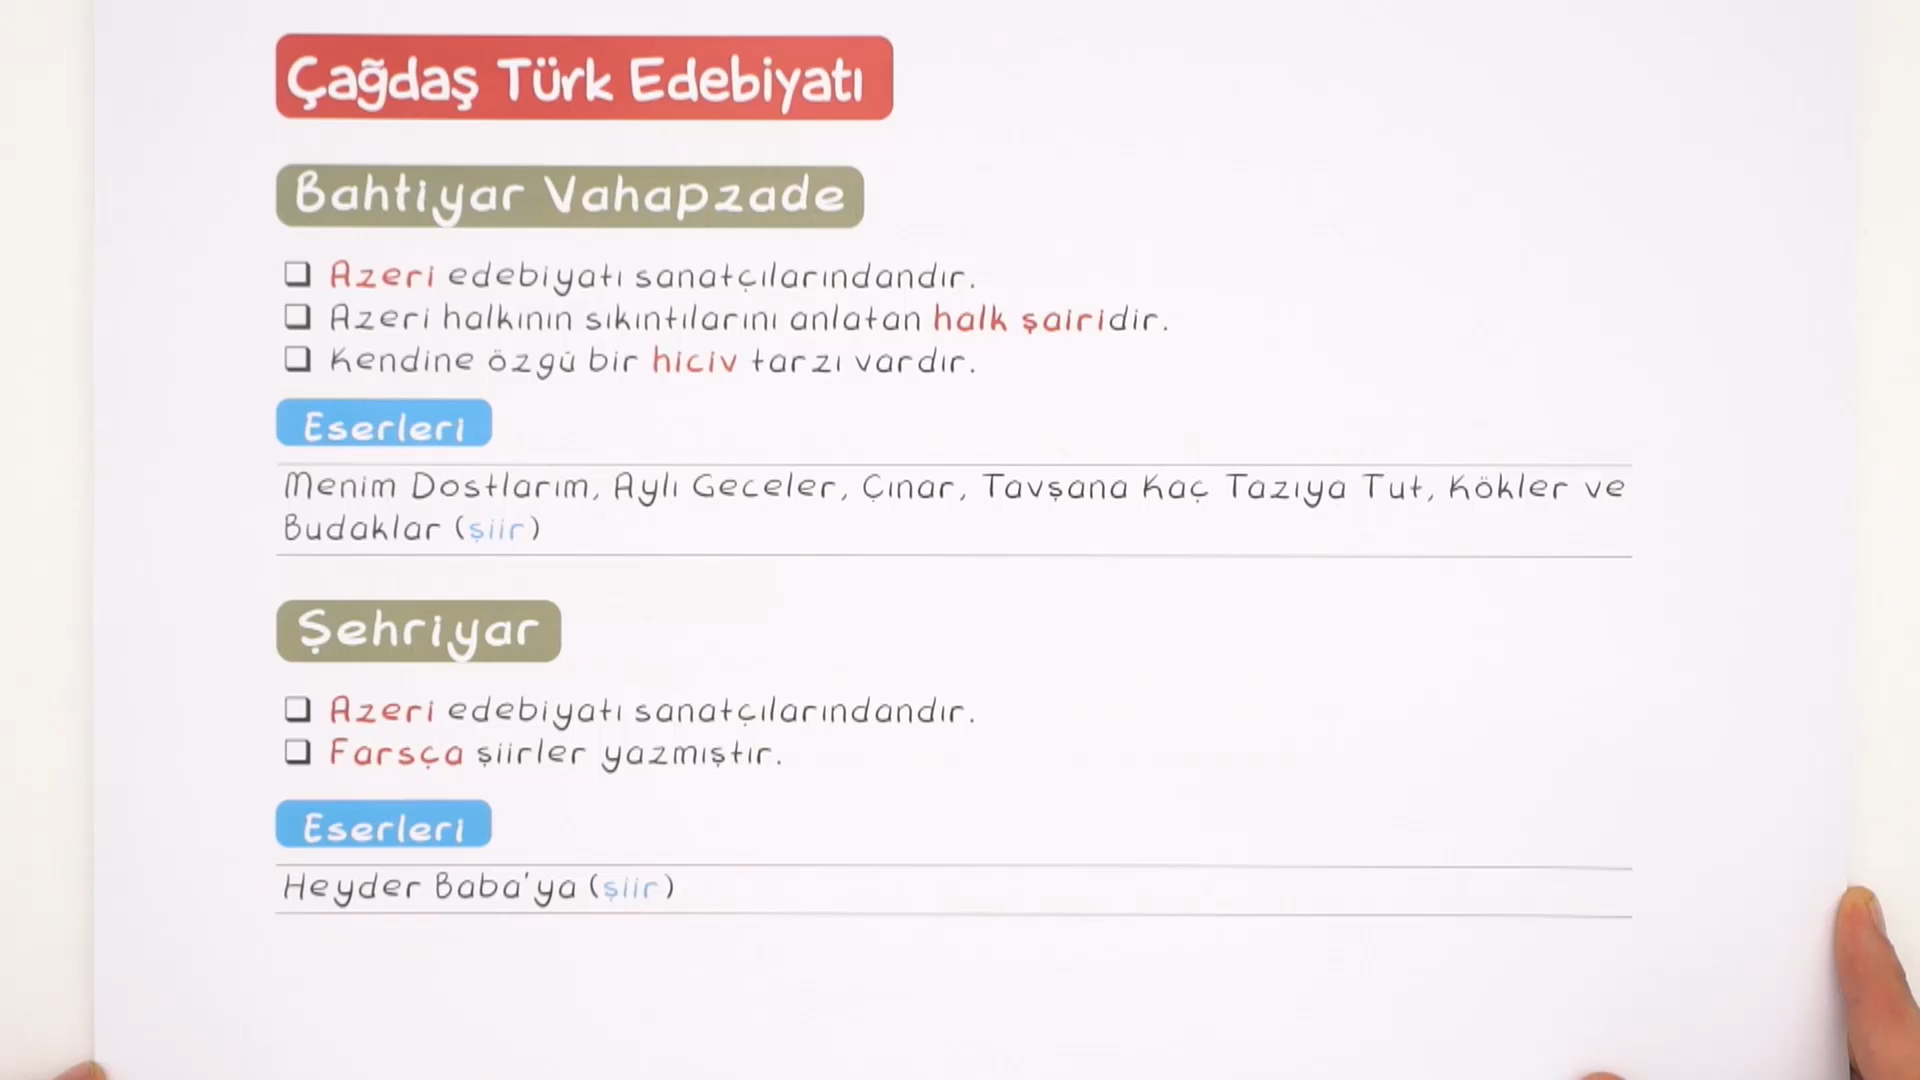 Çağdaş Türk Edebiyatı
Bahtiyar Vahapzade
Azeri edebiyatı sanatçılarındandır.
Azeri halkının sıkıntılarını anlatan halk şairidir.
Kendine özgü bir hiciv tarzı vardır.
Eserleri
Menim Dostlarım, Aylı Geceler, Çınar, Tavşana Kaç Tazıya Tut, Kökler ve
Budaklar (şiir)
Şehriyar
Azeri edebiyatı sanatçılarındandır.
Farsça şiirler yazmıştır.
Eserleri
Heyder Baba'ya (şiir)